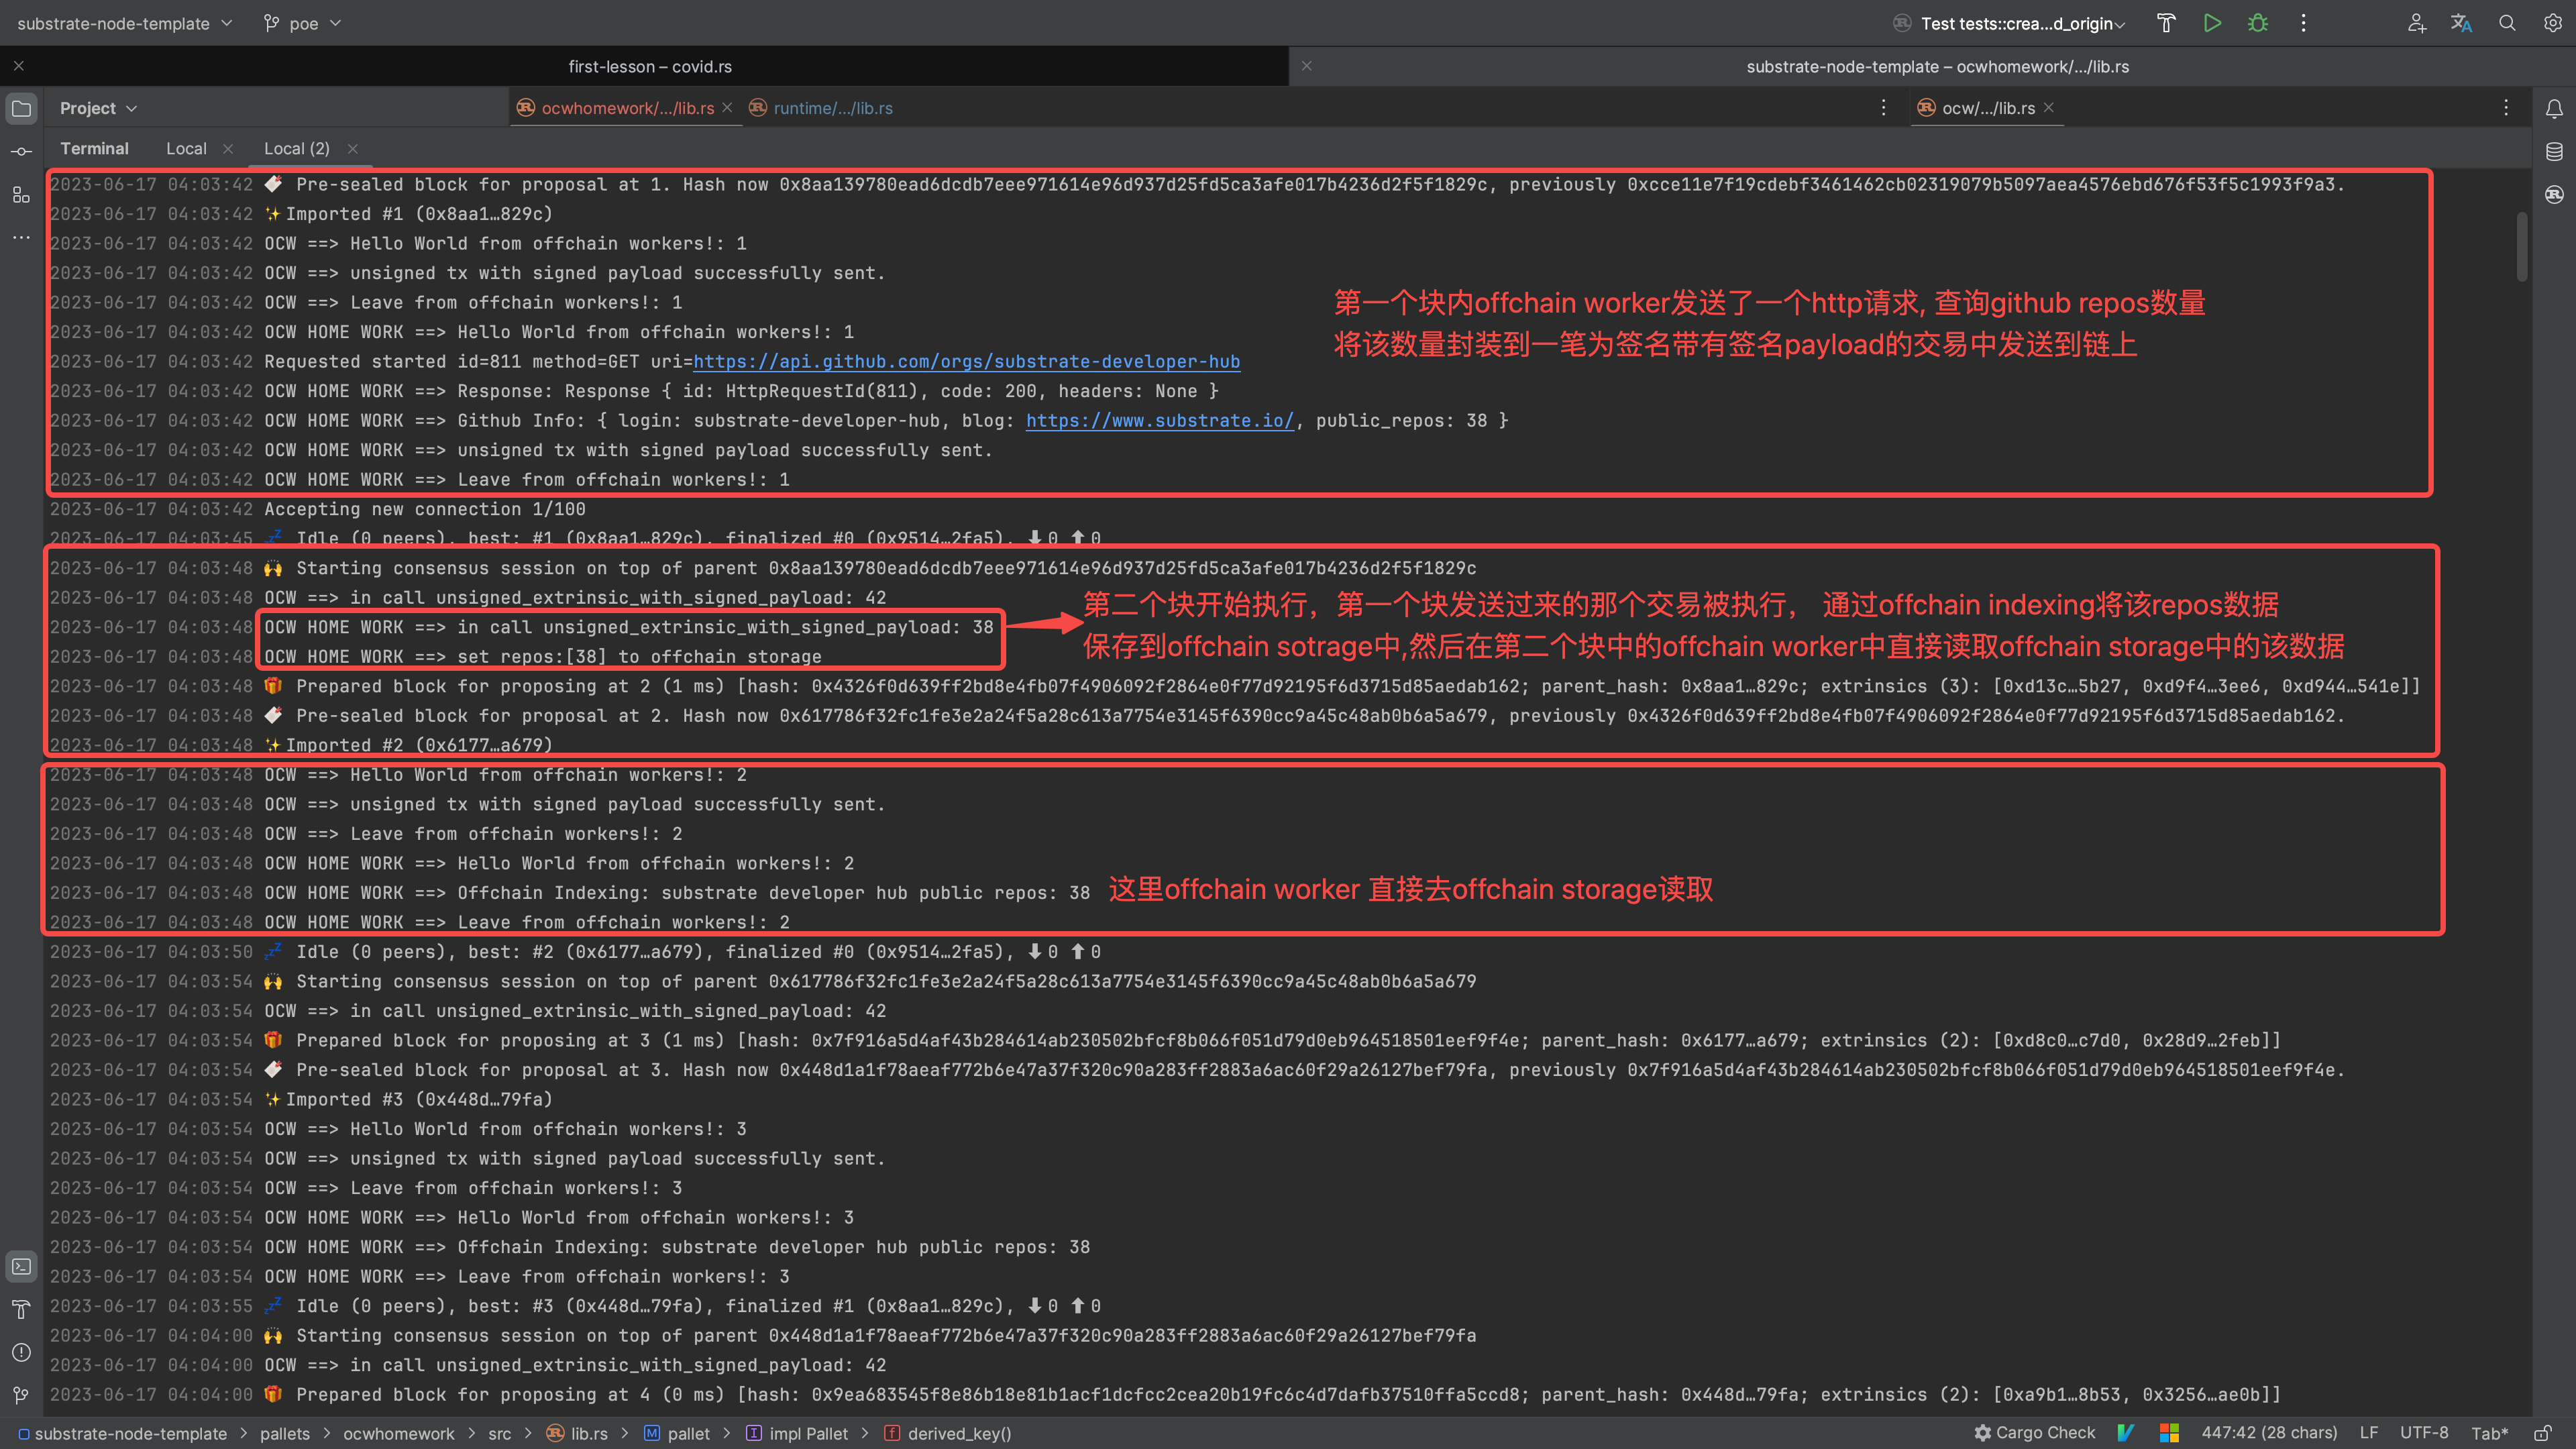 substrate-node-template poe Test tests::crea...d_origin
first-lesson – covid.rs substrate-node-template – ocwhomework/.../lib.rs
Project ocwhomework/.../lib.rs runtime/.../lib.rs ocw/.../lib.rs
Terminal Local Local (2)
2023-06-17 04:03:42 Pre-sealed block for proposal at 1. Hash now 0x8aa139780ead6dcdb7eee971614e96d937d25fd5ca3afe017b4236d2f5f1829c, previously 0xcce11e7f19cdebf3461462cb02319079b5097aea4576ebd676f53f5c1993f9a3.
2023-06-17 04:03:42 ✨ Imported #1 (0x8aa1…829c)
2023-06-17 04:03:42 OCW ==> Hello World from offchain workers!: 1
2023-06-17 04:03:42 OCW ==> unsigned tx with signed payload successfully sent.
2023-06-17 04:03:42 OCW ==> Leave from offchain workers!: 1
第一个块内offchain worker发送了一个http请求, 查询github repos数量
2023-06-17 04:03:42 OCW HOME WORK ==> Hello World from offchain workers!: 1
将该数量封装到一笔为签名带有签名payload的交易中发送到链上
2023-06-17 04:03:42 Requested started id=811 method=GET uri=https://api.github.com/orgs/substrate-developer-hub
2023-06-17 04:03:42 OCW HOME WORK ==> Response: Response { id: HttpRequestId(811), code: 200, headers: None }
2023-06-17 04:03:42 OCW HOME WORK ==> Github Info: { login: substrate-developer-hub, blog: https://www.substrate.io/, public_repos: 38 }
2023-06-17 04:03:42 OCW HOME WORK ==> unsigned tx with signed payload successfully sent.
2023-06-17 04:03:42 OCW HOME WORK ==> Leave from offchain workers!: 1
2023-06-17 04:03:42 Accepting new connection 1/100
2023-06-17 04:03:45 💤 Idle (0 peers), best: #1 (0x8aa1…829c), finalized #0 (0x9514…2fa5), ⬇ 0 ⬆ 0
2023-06-17 04:03:48 🙌 Starting consensus session on top of parent 0x8aa139780ead6dcdb7eee971614e96d937d25fd5ca3afe017b4236d2f5f1829c
2023-06-17 04:03:48 OCW ==> in call unsigned_extrinsic_with_signed_payload: 42
第二个块开始执行，第一个块发送过来的那个交易被执行， 通过offchain indexing将该repos数据
2023-06-17 04:03:48 OCW HOME WORK ==> in call unsigned_extrinsic_with_signed_payload: 38
保存到offchain sotrage中,然后在第二个块中的offchain worker中直接读取offchain storage中的该数据
2023-06-17 04:03:48 OCW HOME WORK ==> set repos:[38] to offchain storage
2023-06-17 04:03:48 🎁 Prepared block for proposing at 2 (1 ms) [hash: 0x4326f0d639ff2bd8e4fb07f4906092f2864e0f77d92195f6d3715d85aedab162; parent_hash: 0x8aa1…829c; extrinsics (3): [0xd13c…5b27, 0xd9f4…3ee6, 0xd944…541e]]
2023-06-17 04:03:48 Pre-sealed block for proposal at 2. Hash now 0x617786f32fc1fe3e2a24f5a28c613a7754e3145f6390cc9a45c48ab0b6a5a679, previously 0x4326f0d639ff2bd8e4fb07f4906092f2864e0f77d92195f6d3715d85aedab162.
2023-06-17 04:03:48 ✨ Imported #2 (0x6177…a679)
2023-06-17 04:03:48 OCW ==> Hello World from offchain workers!: 2
2023-06-17 04:03:48 OCW ==> unsigned tx with signed payload successfully sent.
2023-06-17 04:03:48 OCW ==> Leave from offchain workers!: 2
2023-06-17 04:03:48 OCW HOME WORK ==> Hello World from offchain workers!: 2
2023-06-17 04:03:48 OCW HOME WORK ==> Offchain Indexing: substrate developer hub public repos: 38 这里offchain worker 直接去offchain storage读取
2023-06-17 04:03:48 OCW HOME WORK ==> Leave from offchain workers!: 2
2023-06-17 04:03:50 💤 Idle (0 peers), best: #2 (0x6177…a679), finalized #0 (0x9514…2fa5), ⬇ 0 ⬆ 0
2023-06-17 04:03:54 🙌 Starting consensus session on top of parent 0x617786f32fc1fe3e2a24f5a28c613a7754e3145f6390cc9a45c48ab0b6a5a679
2023-06-17 04:03:54 OCW ==> in call unsigned_extrinsic_with_signed_payload: 42
2023-06-17 04:03:54 🎁 Prepared block for proposing at 3 (1 ms) [hash: 0x7f916a5d4af43b284614ab230502bfcf8b066f051d79d0eb964518501eef9f4e; parent_hash: 0x6177…a679; extrinsics (2): [0xd8c0…c7d0, 0x28d9…2feb]]
2023-06-17 04:03:54 Pre-sealed block for proposal at 3. Hash now 0x448d1a1f78aeaf772b6e47a37f320c90a283ff2883a6ac60f29a26127bef79fa, previously 0x7f916a5d4af43b284614ab230502bfcf8b066f051d79d0eb964518501eef9f4e.
2023-06-17 04:03:54 ✨ Imported #3 (0x448d…79fa)
2023-06-17 04:03:54 OCW ==> Hello World from offchain workers!: 3
2023-06-17 04:03:54 OCW ==> unsigned tx with signed payload successfully sent.
2023-06-17 04:03:54 OCW ==> Leave from offchain workers!: 3
2023-06-17 04:03:54 OCW HOME WORK ==> Hello World from offchain workers!: 3
2023-06-17 04:03:54 OCW HOME WORK ==> Offchain Indexing: substrate developer hub public repos: 38
2023-06-17 04:03:54 OCW HOME WORK ==> Leave from offchain workers!: 3
2023-06-17 04:03:55 💤 Idle (0 peers), best: #3 (0x448d…79fa), finalized #1 (0x8aa1…829c), ⬇ 0 ⬆ 0
2023-06-17 04:04:00 🙌 Starting consensus session on top of parent 0x448d1a1f78aeaf772b6e47a37f320c90a283ff2883a6ac60f29a26127bef79fa
2023-06-17 04:04:00 OCW ==> in call unsigned_extrinsic_with_signed_payload: 42
2023-06-17 04:04:00 🎁 Prepared block for proposing at 4 (0 ms) [hash: 0x9ea683545f8e86b18e81b1acf1dcfcc2cea20b19fc6c4d7dafb37510ffa5ccd8; parent_hash: 0x448d…79fa; extrinsics (2): [0xa9b1…8b53, 0x3256…ae0b]]
substrate-node-template > pallets > ocwhomework > src > lib.rs > M pallet > I impl Pallet > f derived_key() Cargo Check 447:42 (28 chars) LF UTF-8 Tab*